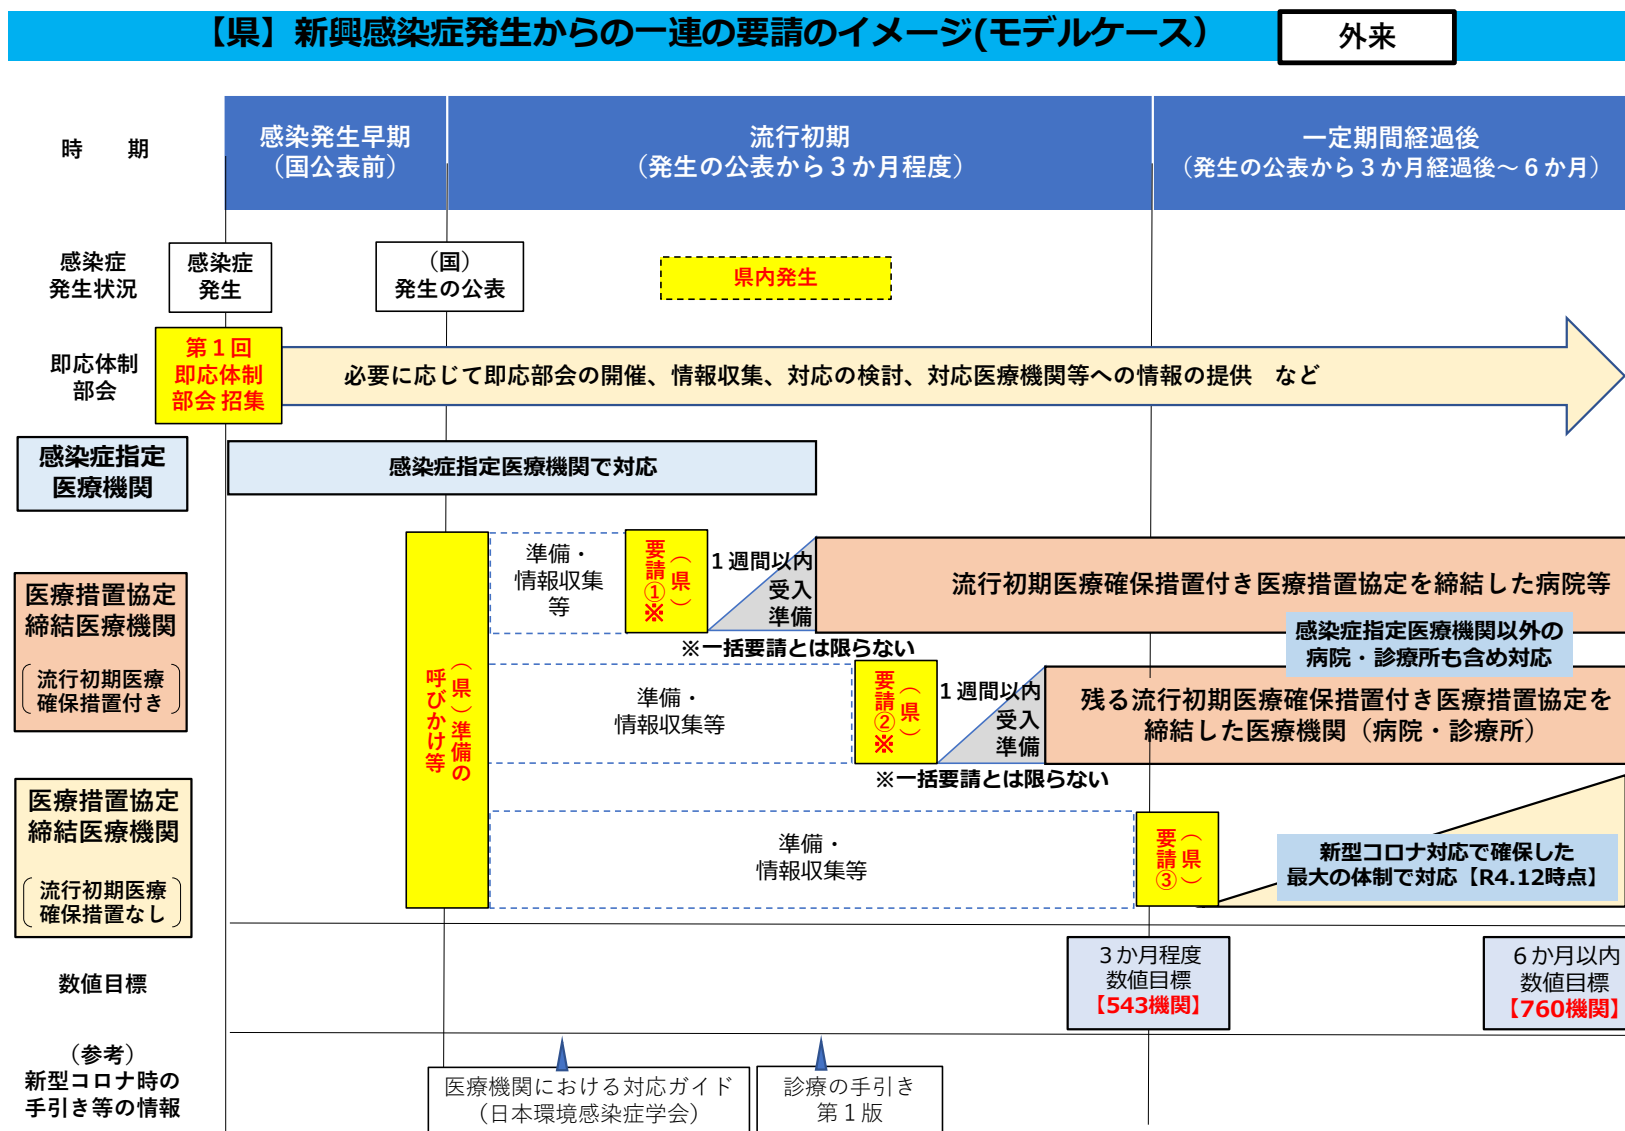 【県】新興感染症発生からの一連の要請のイメージ(モデルケース）
外来
時　期
感染発生早期
（国公表前）
流行初期
（発生の公表から３か月程度）
一定期間経過後
（発生の公表から３か月経過後～６か月）
感染症
発生状況
感染症
発生
（国）
発生の公表
県内発生
即応体制
部会
第１回
即応体制
部会 招集
必要に応じて即応部会の開催、情報収集、対応の検討、対応医療機関等への情報の提供　など
感染症指定
医療機関
感染症指定医療機関で対応
医療措置協定
締結医療機関
流行初期医療
確保措置付き
（県）準備の
呼びかけ等
準備・
情報収集
等
（県）
要請①※
１週間以内
受入
準備
流行初期医療確保措置付き医療措置協定を締結した病院等
※一括要請とは限らない
感染症指定医療機関以外の
病院・診療所も含め対応
準備・
情報収集等
（県）
要請②※
１週間以内
受入
準備
残る流行初期医療確保措置付き医療措置協定を
締結した医療機関（病院・診療所）
※一括要請とは限らない
医療措置協定
締結医療機関
流行初期医療
確保措置なし
準備・
情報収集等
（県）
要請③
新型コロナ対応で確保した
最大の体制で対応【R4.12時点】
数値目標
３か月程度
数値目標
【543機関】
６か月以内
数値目標
【760機関】
（参考）
新型コロナ時の
手引き等の情報
医療機関における対応ガイド
（日本環境感染症学会）
診療の手引き
第１版